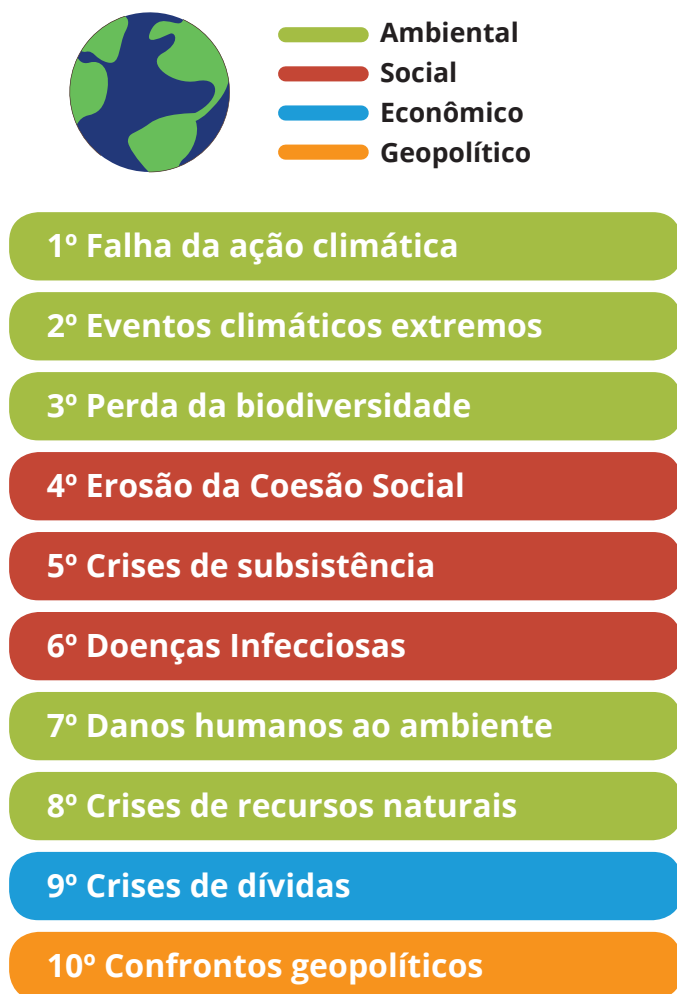 Ambiental
Social
Econômico
Geopolítico
1º Falha da ação climática
2º Eventos climáticos extremos
3º Perda da biodiversidade
4º Erosão da Coesão Social
5º Crises de subsistência
6º Doenças Infecciosas
7º Danos humanos ao ambiente
8º Crises de recursos naturais
9º Crises de dívidas
10º Confrontos geopolíticos